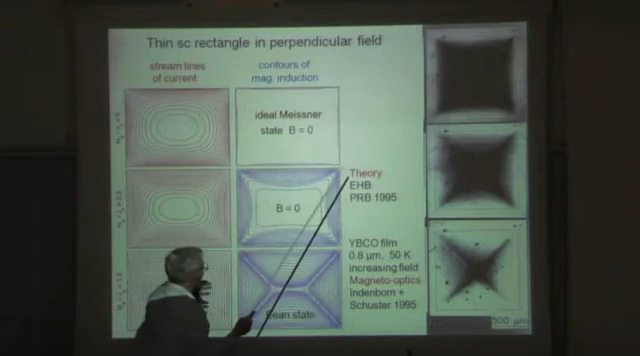 Thin sc rectangle in perpendicular field
stream lines
of current
contours of
mag. induction
ideal Meissner
state B = 0
B = 0
Theory
EHB
PRB 1995
YBCO film
0.8 μm, 50 K
increasing field
Magneto-optics
Indenbom +
Schuster 1995
state
500 μm